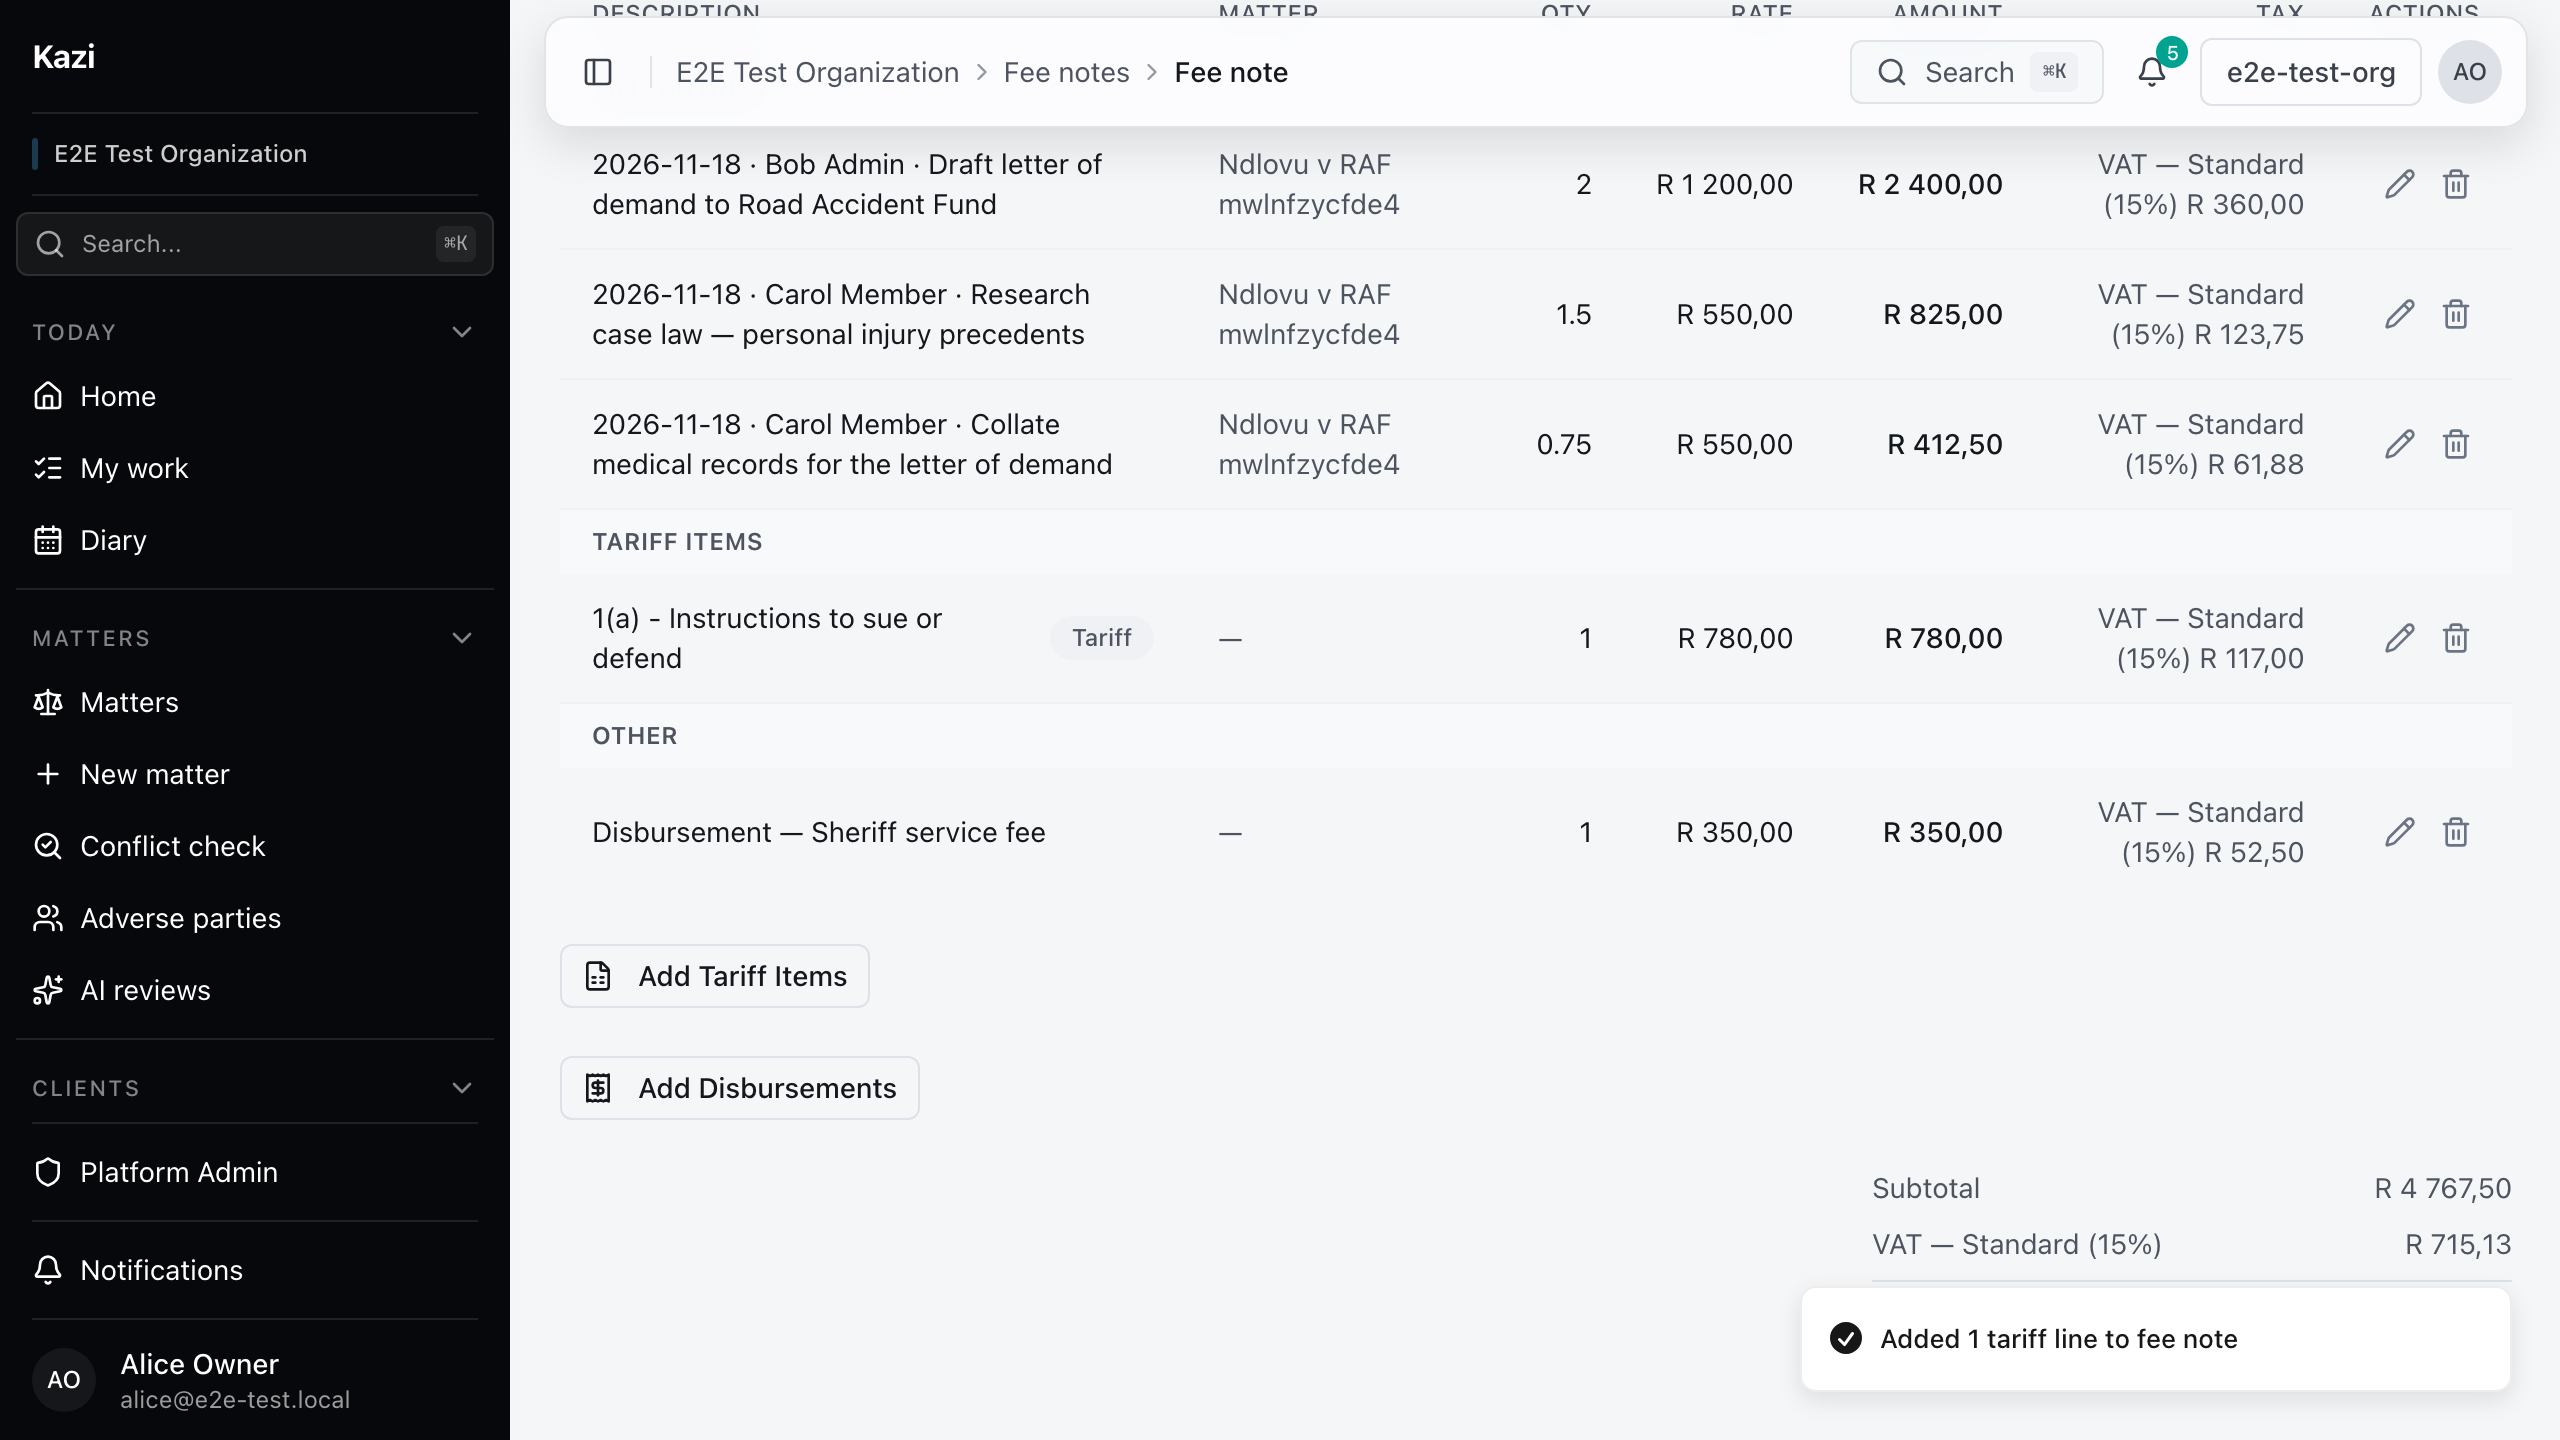 Kazi
E2E Test Organization
Search...
⌘K
TODAY
Home
My work
Diary
MATTERS
Matters
New matter
Conflict check
Adverse parties
AI reviews
CLIENTS
Platform Admin
Notifications
AO
Alice Owner
alice@e2e-test.local
DESCRIPTION MATTER QTY RATE AMOUNT TAX ACTIONS
E2E Test Organization > Fee notes > Fee note
Search ⌘K
5
e2e-test-org
AO
2026-11-18 · Bob Admin · Draft letter of
demand to Road Accident Fund
Ndlovu v RAF
mwlnfzycfde4
2
R 1 200,00
R 2 400,00
VAT — Standard
(15%) R 360,00
2026-11-18 · Carol Member · Research
case law — personal injury precedents
Ndlovu v RAF
mwlnfzycfde4
1.5
R 550,00
R 825,00
VAT — Standard
(15%) R 123,75
2026-11-18 · Carol Member · Collate
medical records for the letter of demand
Ndlovu v RAF
mwlnfzycfde4
0.75
R 550,00
R 412,50
VAT — Standard
(15%) R 61,88
TARIFF ITEMS
1(a) - Instructions to sue or
defend
Tariff
—
1
R 780,00
R 780,00
VAT — Standard
(15%) R 117,00
OTHER
Disbursement — Sheriff service fee
—
1
R 350,00
R 350,00
VAT — Standard
(15%) R 52,50
Add Tariff Items
Add Disbursements
Subtotal R 4 767,50
VAT — Standard (15%) R 715,13
Added 1 tariff line to fee note